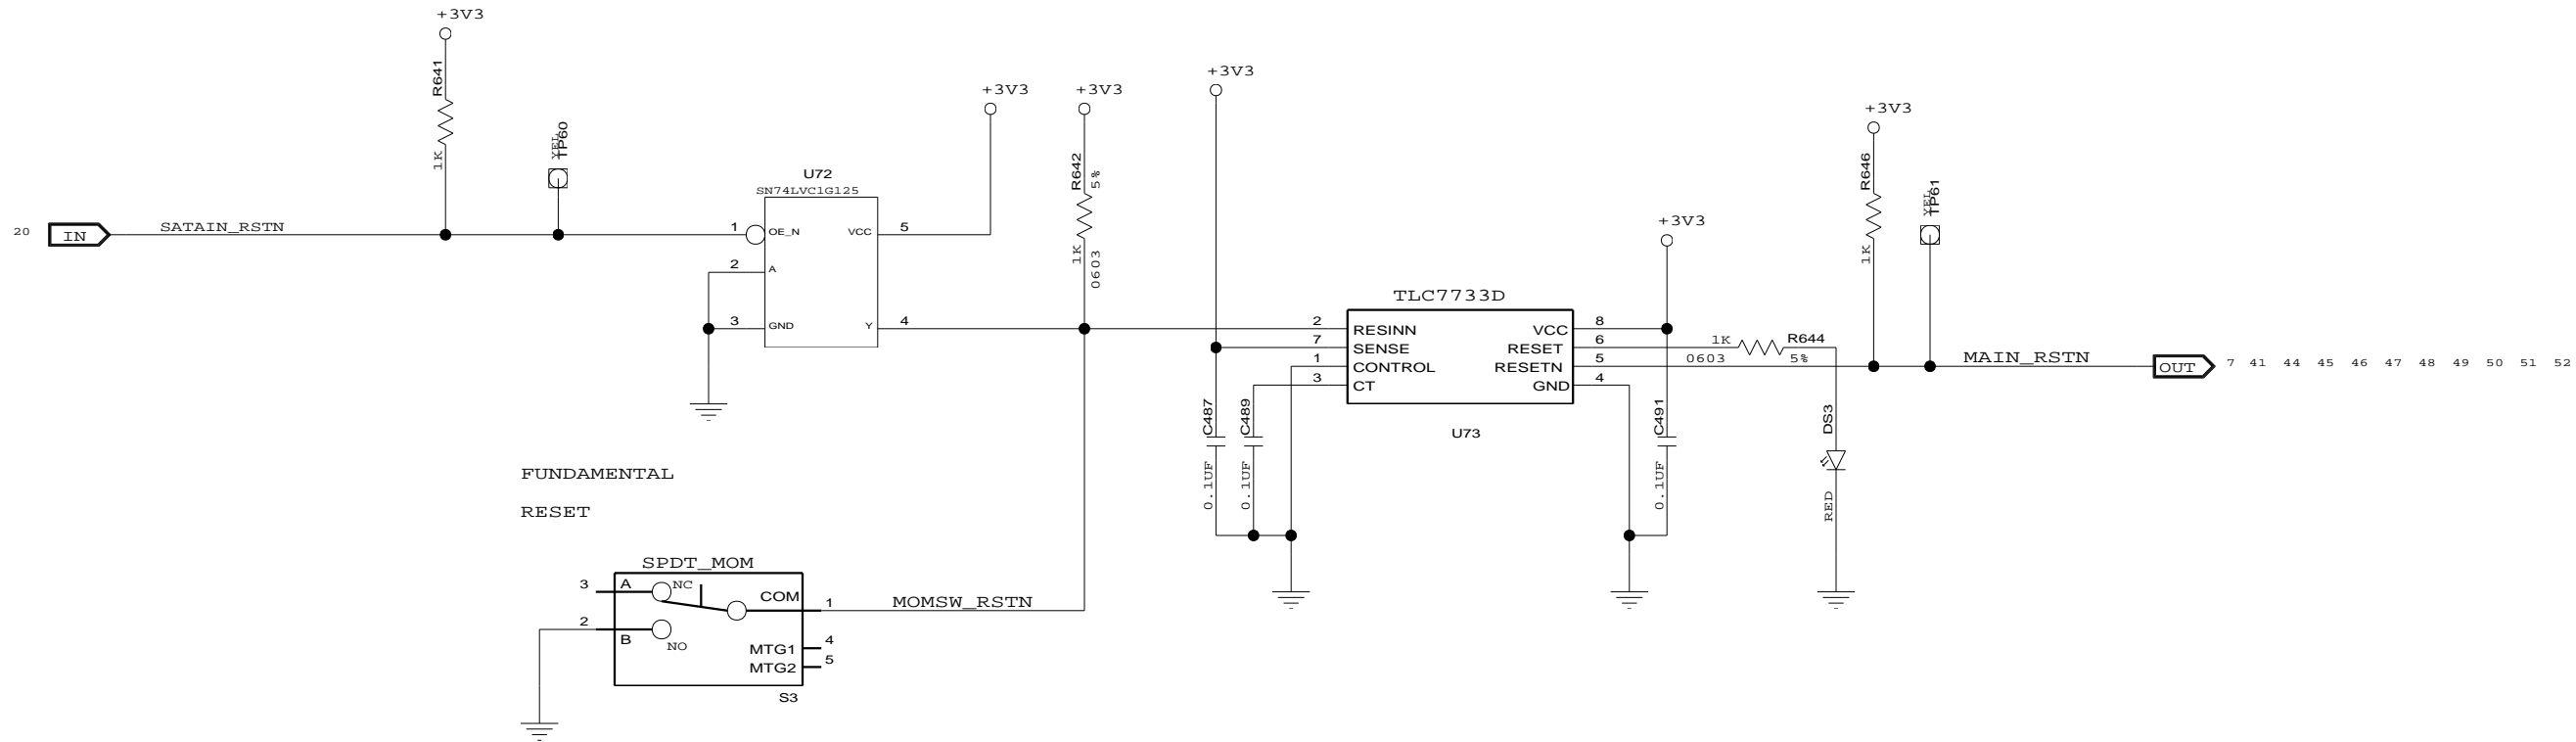 +3V3
R641
1K
YEL
TP60
20
IN
SATAIN_RSTN
U72
SN74LVC1G125
1
OE_N
VCC
5
2
A
3
GND
Y
4
+3V3
+3V3
R642
5%
1K
0603
+3V3
TLC7733D
2
RESINN
VCC
8
7
SENSE
RESET
6
1
CONTROL
RESETN
5
3
CT
GND
4
U73
C487
0.1UF
C489
0.1UF
+3V3
C491
0.1UF
1K
R644
0603
5%
DS3
RED
+3V3
R646
1K
YEL
TP61
MAIN_RSTN
OUT
7 41 44 45 46 47 48 49 50 51 52
FUNDAMENTAL
RESET
SPDT_MOM
3
A
NC
COM
1
MOMSW_RSTN
2
B
NO
MTG1
4
MTG2
5
S3